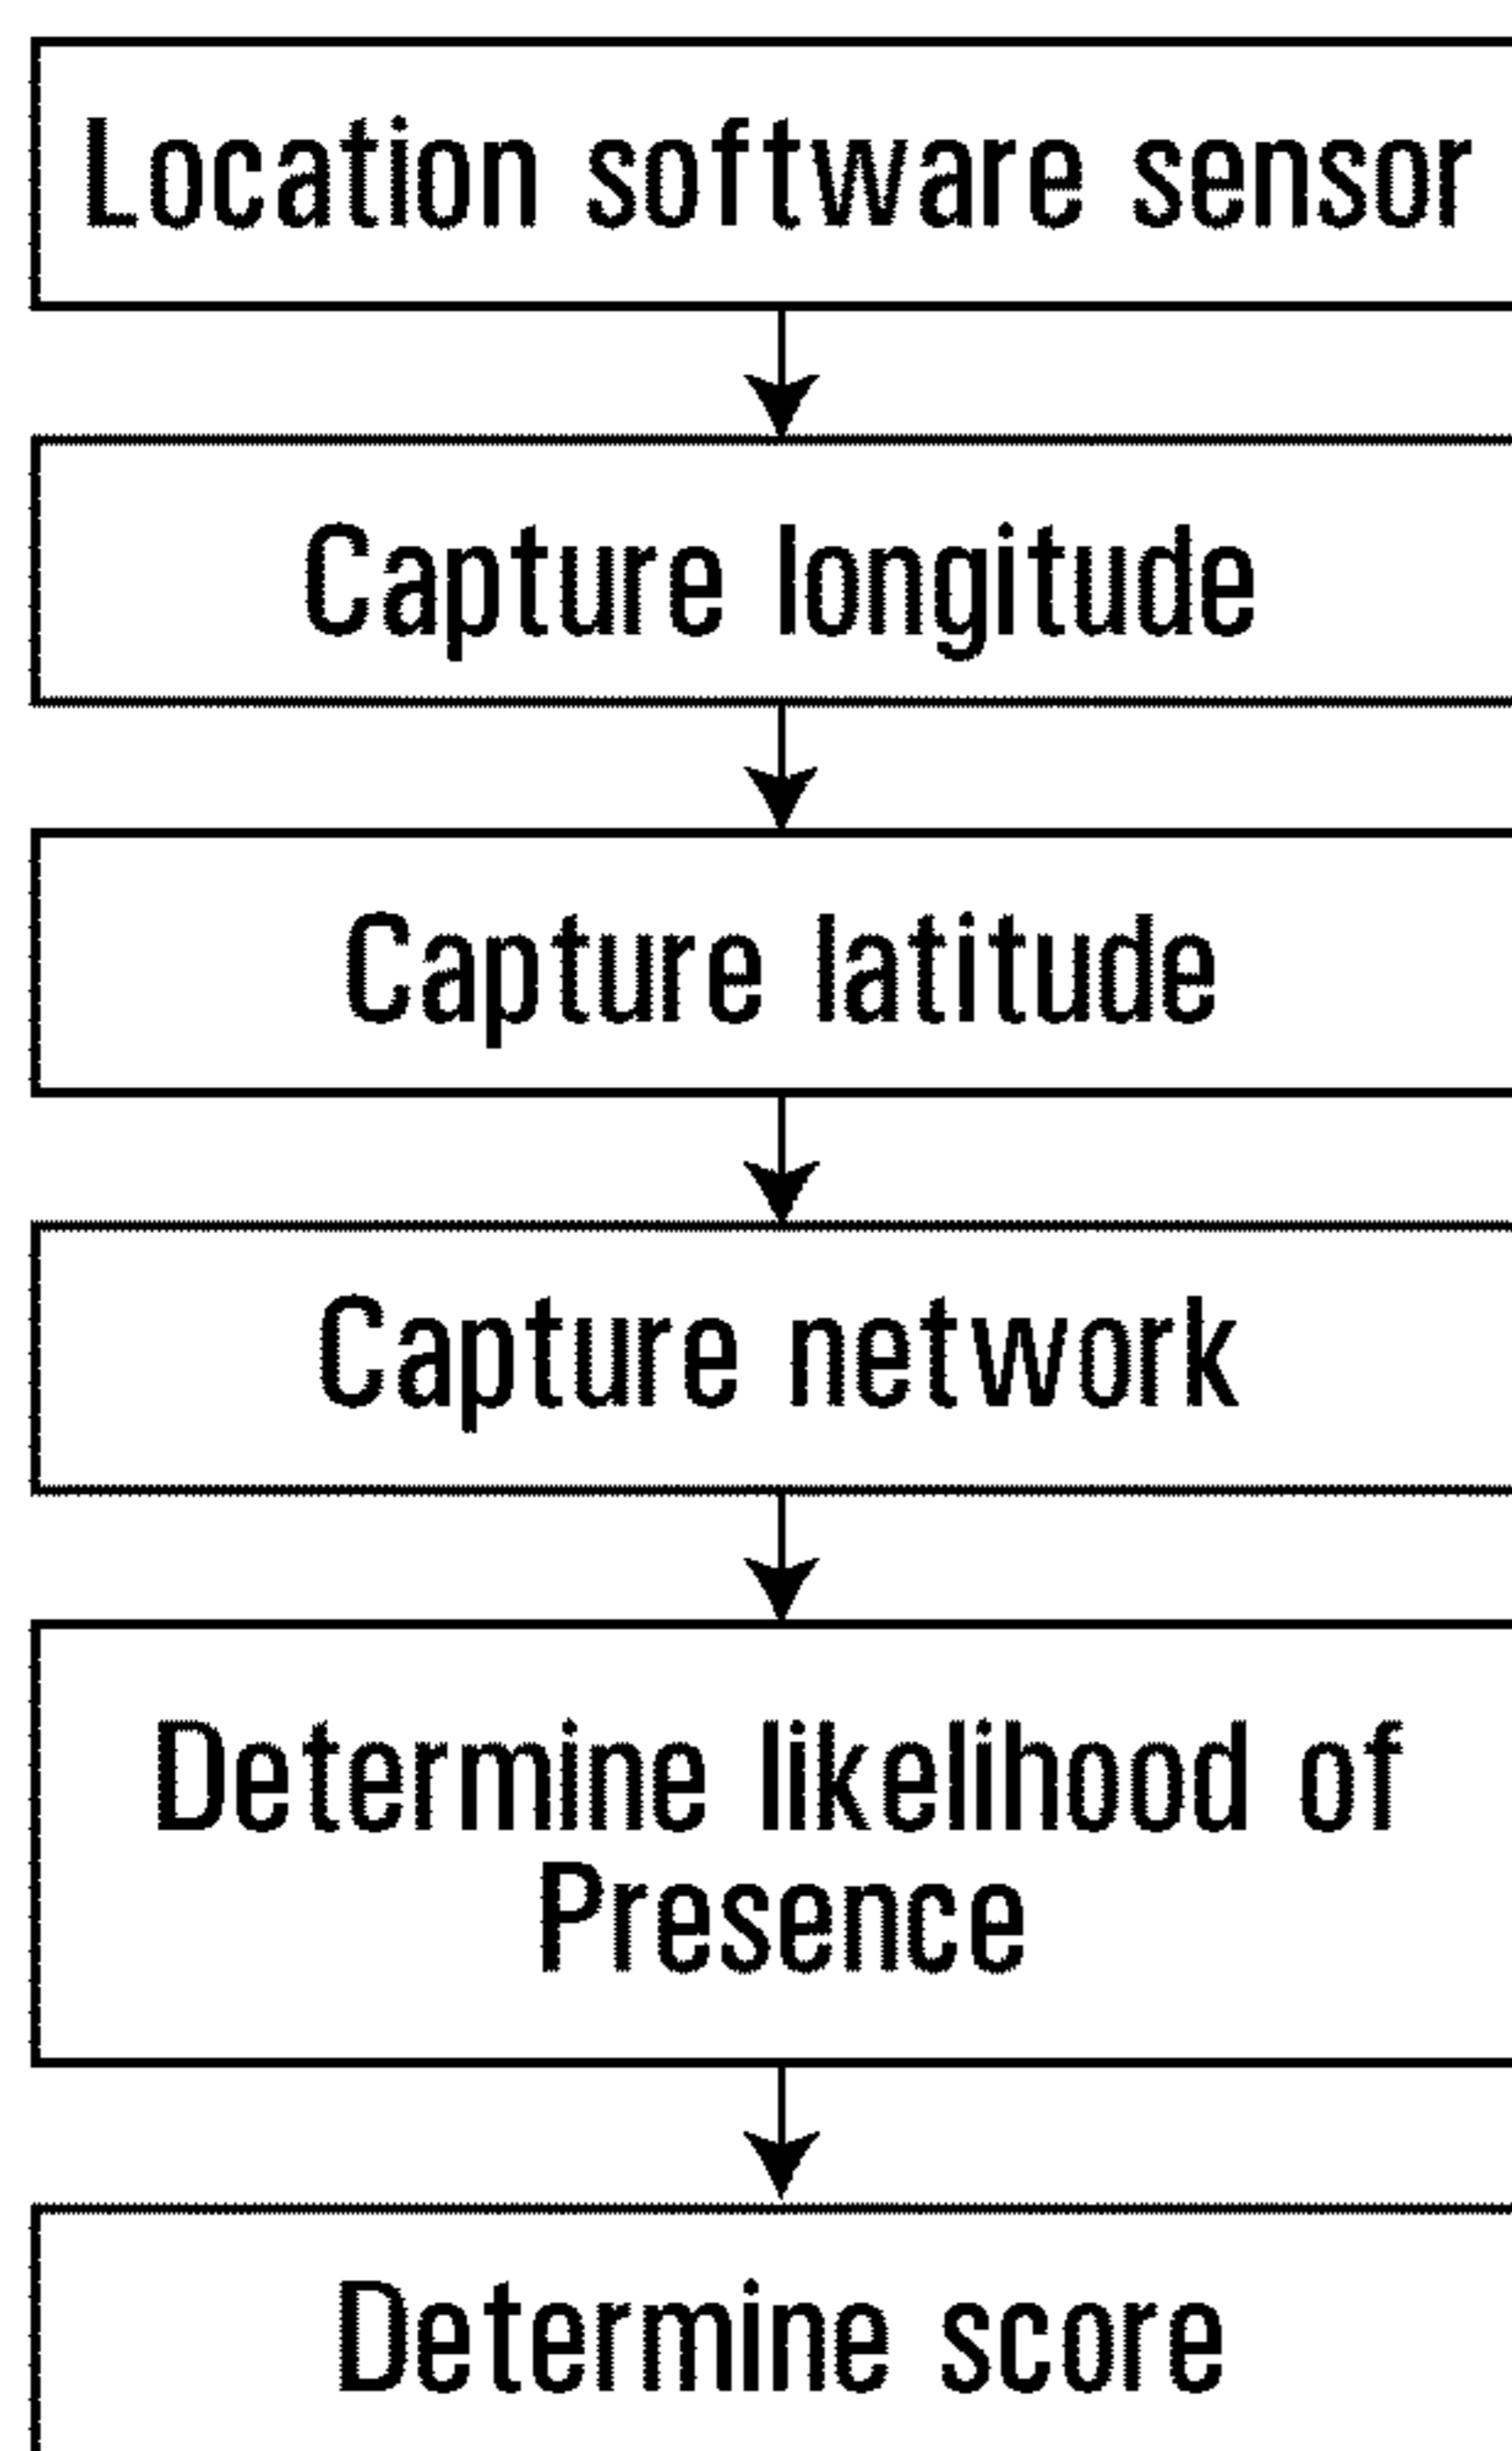 Location software sensor
Capture longitude
Capture latitude
Capture network
Determine likelihood of
Presence
Determine score